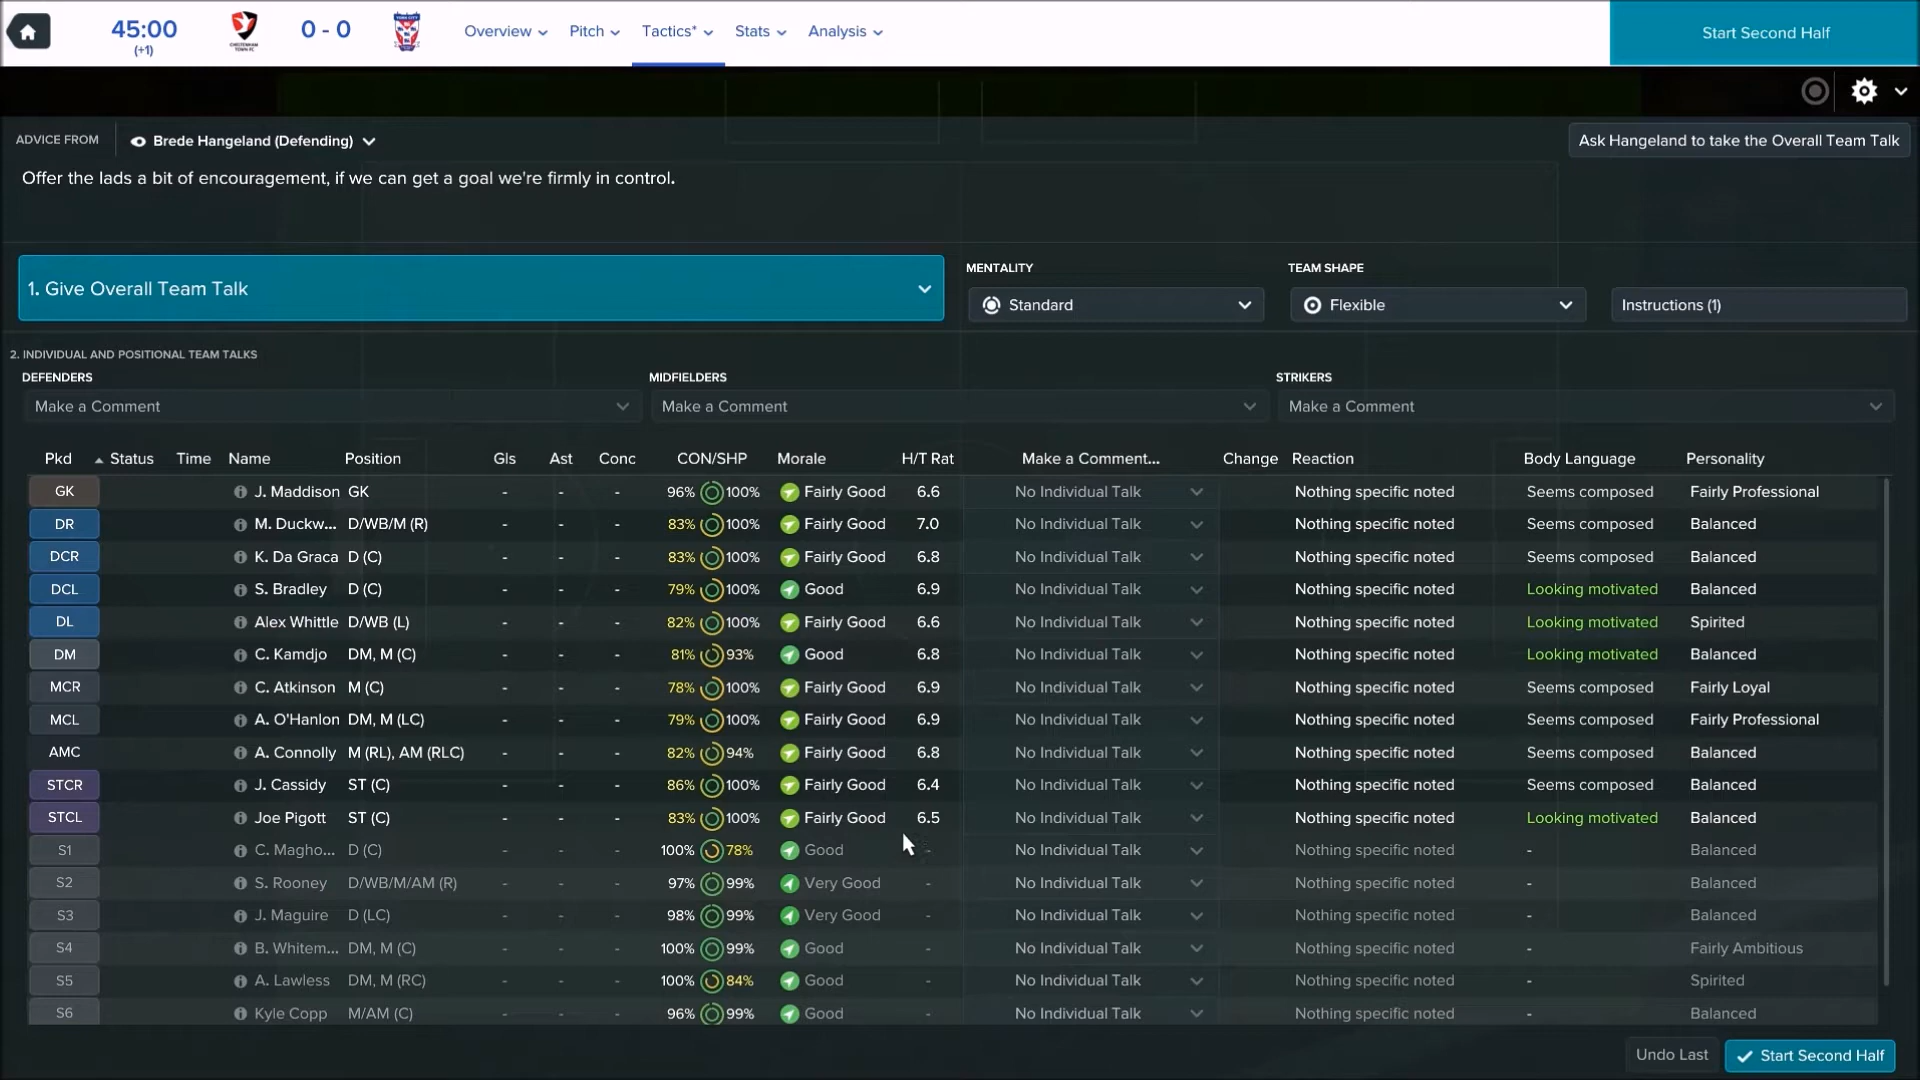 45:00
(+1)
CHELTENHAM
TOWN FC
0 - 0
YORK CITY
Overview
Pitch
Tactics*
Stats
Analysis
Start Second Half
ADVICE FROM
Brede Hangeland (Defending)
Ask Hangeland to take the Overall Team Talk
Offer the lads a bit of encouragement, if we can get a goal we're firmly in control.
1. Give Overall Team Talk
MENTALITY
Standard
TEAM SHAPE
Flexible
Instructions (1)
2. INDIVIDUAL AND POSITIONAL TEAM TALKS
DEFENDERS MIDFIELDERS STRIKERS
Make a Comment Make a Comment Make a Comment
Pkd Status Time Name Position Gls Ast Conc CON/SHP Morale H/T Rat Make a Comment... Change Reaction Body Language Personality
GK J. Maddison GK - - - 96% 100% Fairly Good 6.6 No Individual Talk Nothing specific noted Seems composed Fairly Professional
DR M. Duckw... D/WB/M (R) - - - 83% 100% Fairly Good 7.0 No Individual Talk Nothing specific noted Seems composed Balanced
DCR K. Da Graca D (C) - - - 83% 100% Fairly Good 6.8 No Individual Talk Nothing specific noted Seems composed Balanced
DCL S. Bradley D (C) - - - 79% 100% Good 6.9 No Individual Talk Nothing specific noted Looking motivated Balanced
DL Alex Whittle D/WB (L) - - - 82% 100% Fairly Good 6.6 No Individual Talk Nothing specific noted Looking motivated Spirited
DM C. Kamdjo DM, M (C) - - - 81% 93% Good 6.8 No Individual Talk Nothing specific noted Looking motivated Balanced
MCR C. Atkinson M (C) - - - 78% 100% Fairly Good 6.9 No Individual Talk Nothing specific noted Seems composed Fairly Loyal
MCL A. O'Hanlon DM, M (LC) - - - 79% 100% Fairly Good 6.9 No Individual Talk Nothing specific noted Seems composed Fairly Professional
AMC A. Connolly M (RL), AM (RLC) - - - 82% 94% Fairly Good 6.8 No Individual Talk Nothing specific noted Seems composed Balanced
STCR J. Cassidy ST (C) - - - 86% 100% Fairly Good 6.4 No Individual Talk Nothing specific noted Seems composed Balanced
STCL Joe Pigott ST (C) - - - 83% 100% Fairly Good 6.5 No Individual Talk Nothing specific noted Looking motivated Balanced
S1 C. Magho... D (C) - - - 100% 78% Good - No Individual Talk Nothing specific noted - Balanced
S2 S. Rooney D/WB/M/AM (R) - - - 97% 99% Very Good - No Individual Talk Nothing specific noted - Balanced
S3 J. Maguire D (LC) - - - 98% 99% Very Good - No Individual Talk Nothing specific noted - Balanced
S4 B. Whitem... DM, M (C) - - - 100% 99% Good - No Individual Talk Nothing specific noted - Fairly Ambitious
S5 A. Lawless DM, M (RC) - - - 100% 84% Good - No Individual Talk Nothing specific noted - Spirited
S6 Kyle Copp M/AM (C) - - - 96% 99% Good - No Individual Talk Nothing specific noted - Balanced
Undo Last
Start Second Half